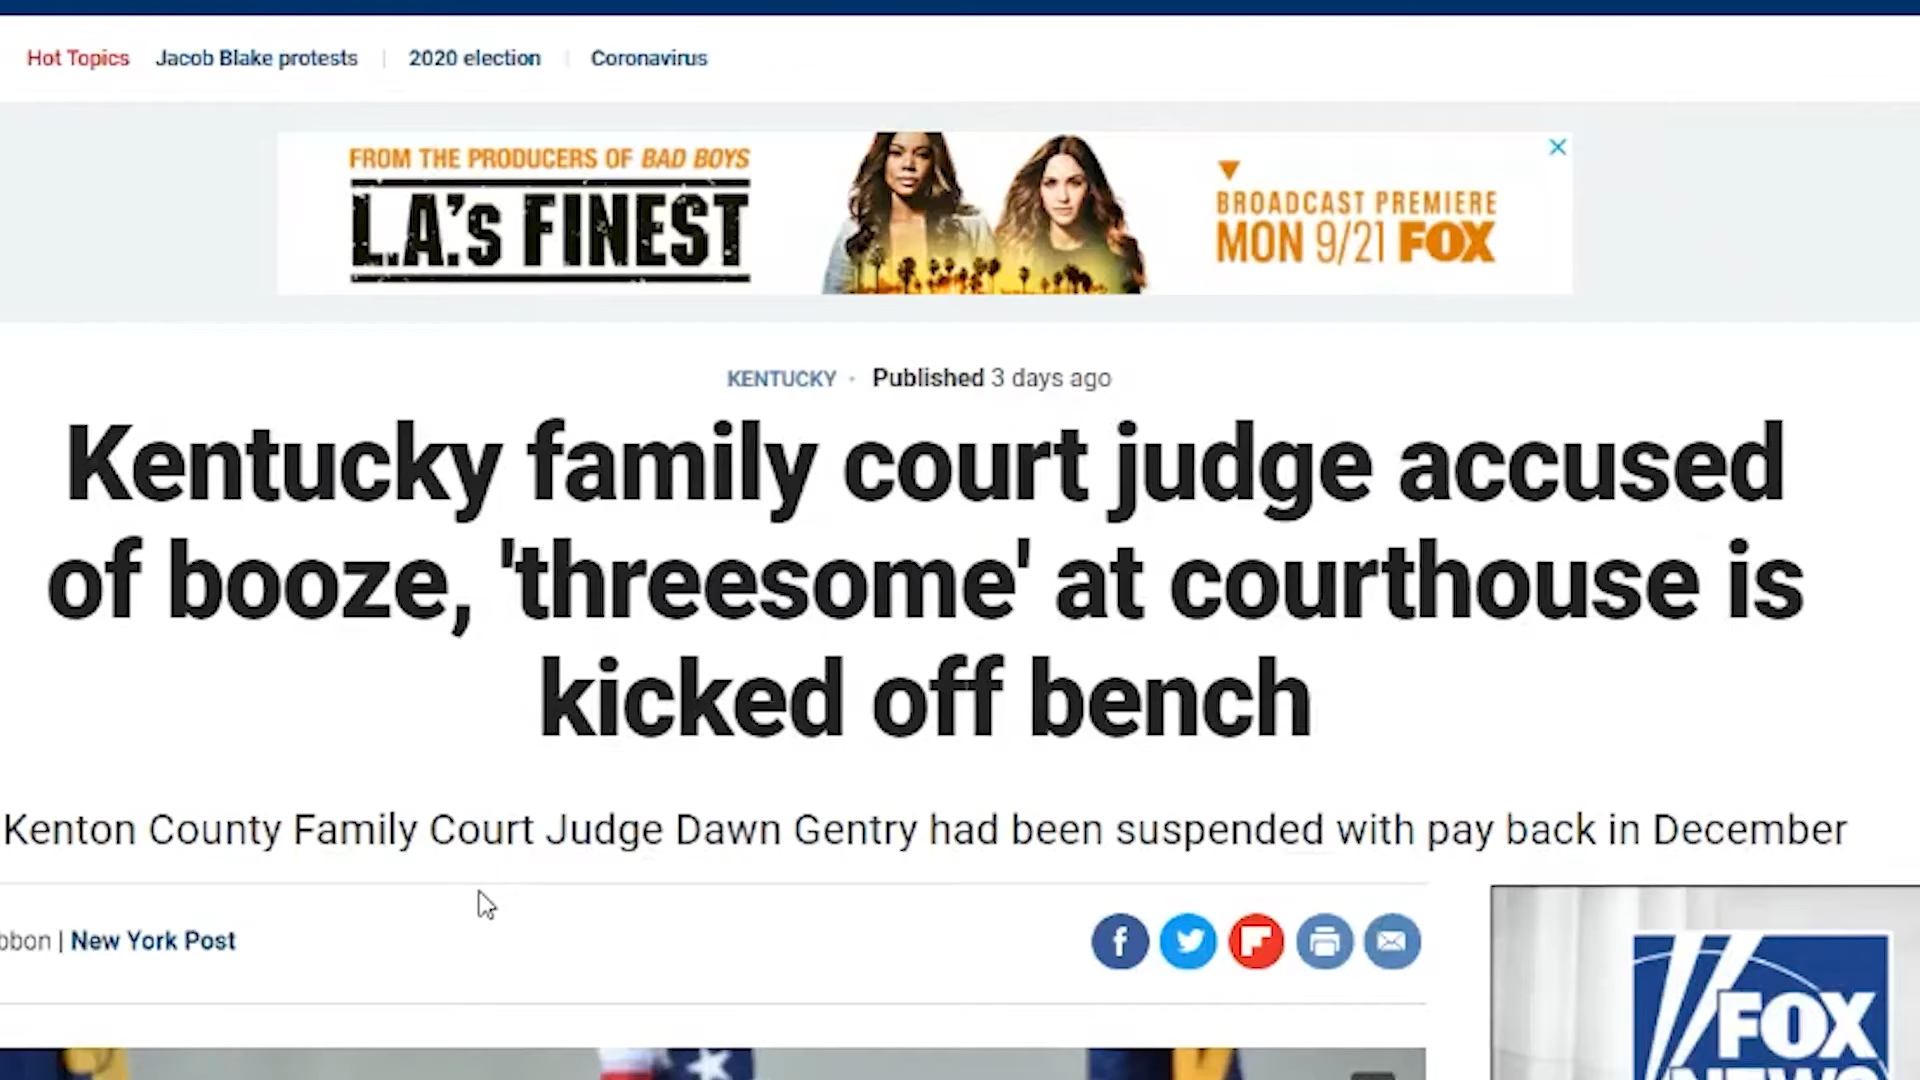 Hot Topics Jacob Blake protests 2020 election Coronavirus
FROM THE PRODUCERS OF BAD BOYS
L.A.'s FINEST
BROADCAST PREMIERE
MON 9/21 FOX
KENTUCKY · Published 3 days ago
Kentucky family court judge accused
of booze, 'threesome' at courthouse is
kicked off bench
Kenton County Family Court Judge Dawn Gentry had been suspended with pay back in December
bbon | New York Post
f
FOX
NEWS